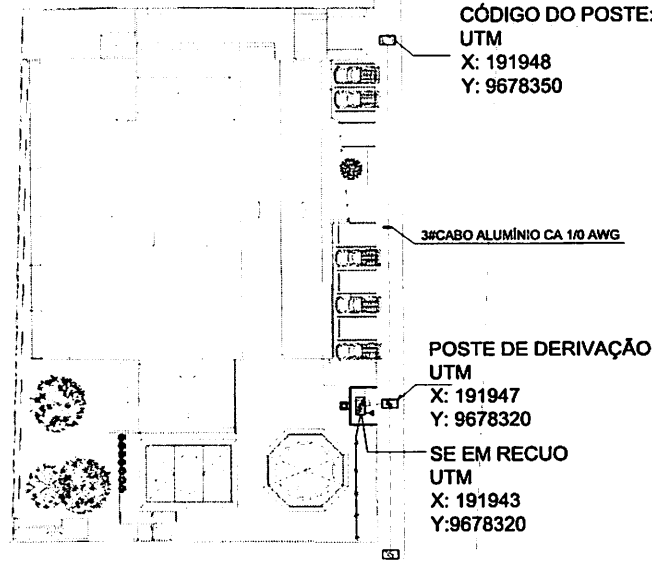 CÓDIGO DO POSTE:
UTM
X: 191948
Y: 9678350
3#CABO ALUMÍNIO CA 1/0 AWG
POSTE DE DERIVAÇÃO
UTM
X: 191947
Y: 9678320
SE EM RECUO
UTM
X: 191943
Y:9678320